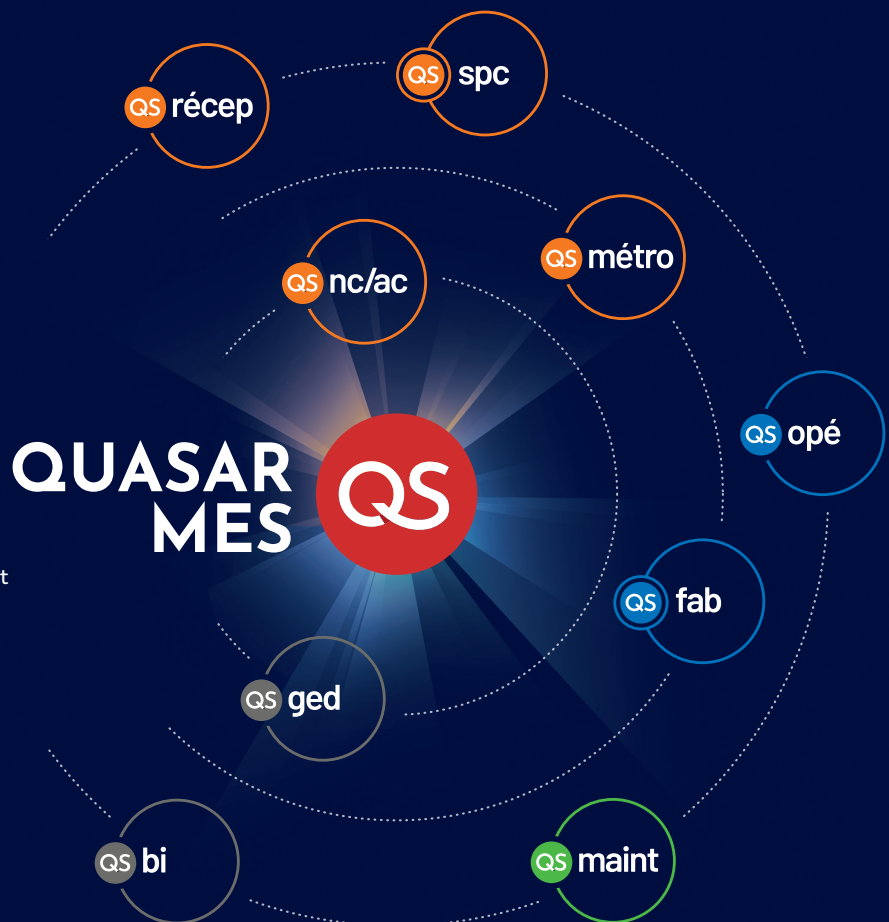 QS spc
QS récep
QS métro
QS nc/ac
QS opé
QUASAR
MES
QS
t
QS fab
QS ged
QS bi
QS maint